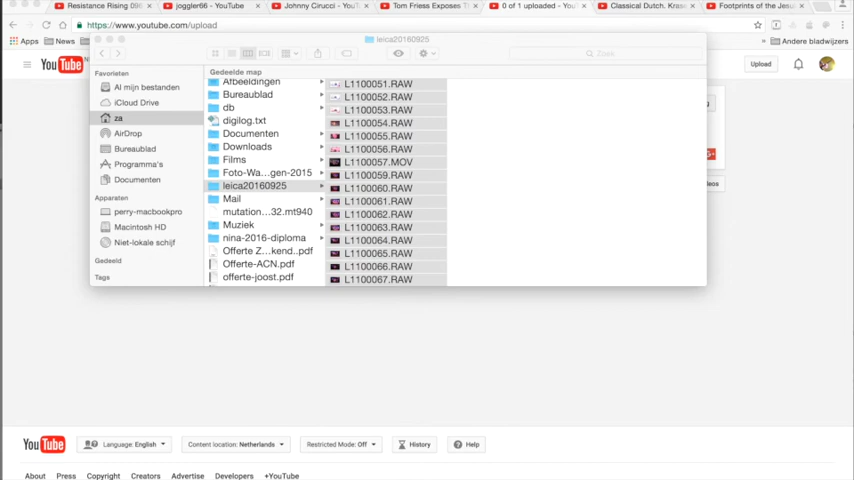 Resistance Rising 09
joggler66 - YouTube
Johnny Cirucci - YouTub
Tom Friess Exposes T
0 of 1 uploaded - You
Classical Dutch. Kras
Footprints of the Jesu
https://www.youtube.com/upload
Apps
News
»
Andere bladwijzers
YouTube
Upload
leica20160925
Zoek
Favorieten
Al mijn bestanden
iCloud Drive
za
AirDrop
Bureaublad
Programma's
Documenten
Apparaten
perry-macbookpro
Macintosh HD
Niet-lokale schijf
Gedeeld
Tags
Gedeelde map
Afbeeldingen
Bureaublad
db
digilog.txt
Documenten
Downloads
Films
Foto-Wa...gen-2015
leica20160925
Mail
mutation...32.mt940
Muziek
nina-2016-diploma
Offerte Z...kend..pdf
Offerte-ACN.pdf
offerte-joost.pdf
L1100051.RAW
L1100052.RAW
L1100053.RAW
L1100054.RAW
L1100055.RAW
L1100056.RAW
L1100057.MOV
L1100059.RAW
L1100060.RAW
L1100061.RAW
L1100062.RAW
L1100063.RAW
L1100064.RAW
L1100065.RAW
L1100066.RAW
L1100067.RAW
YouTube
Language: English
Content location: Netherlands
Restricted Mode: Off
History
Help
About Press Copyright Creators Advertise Developers +YouTube